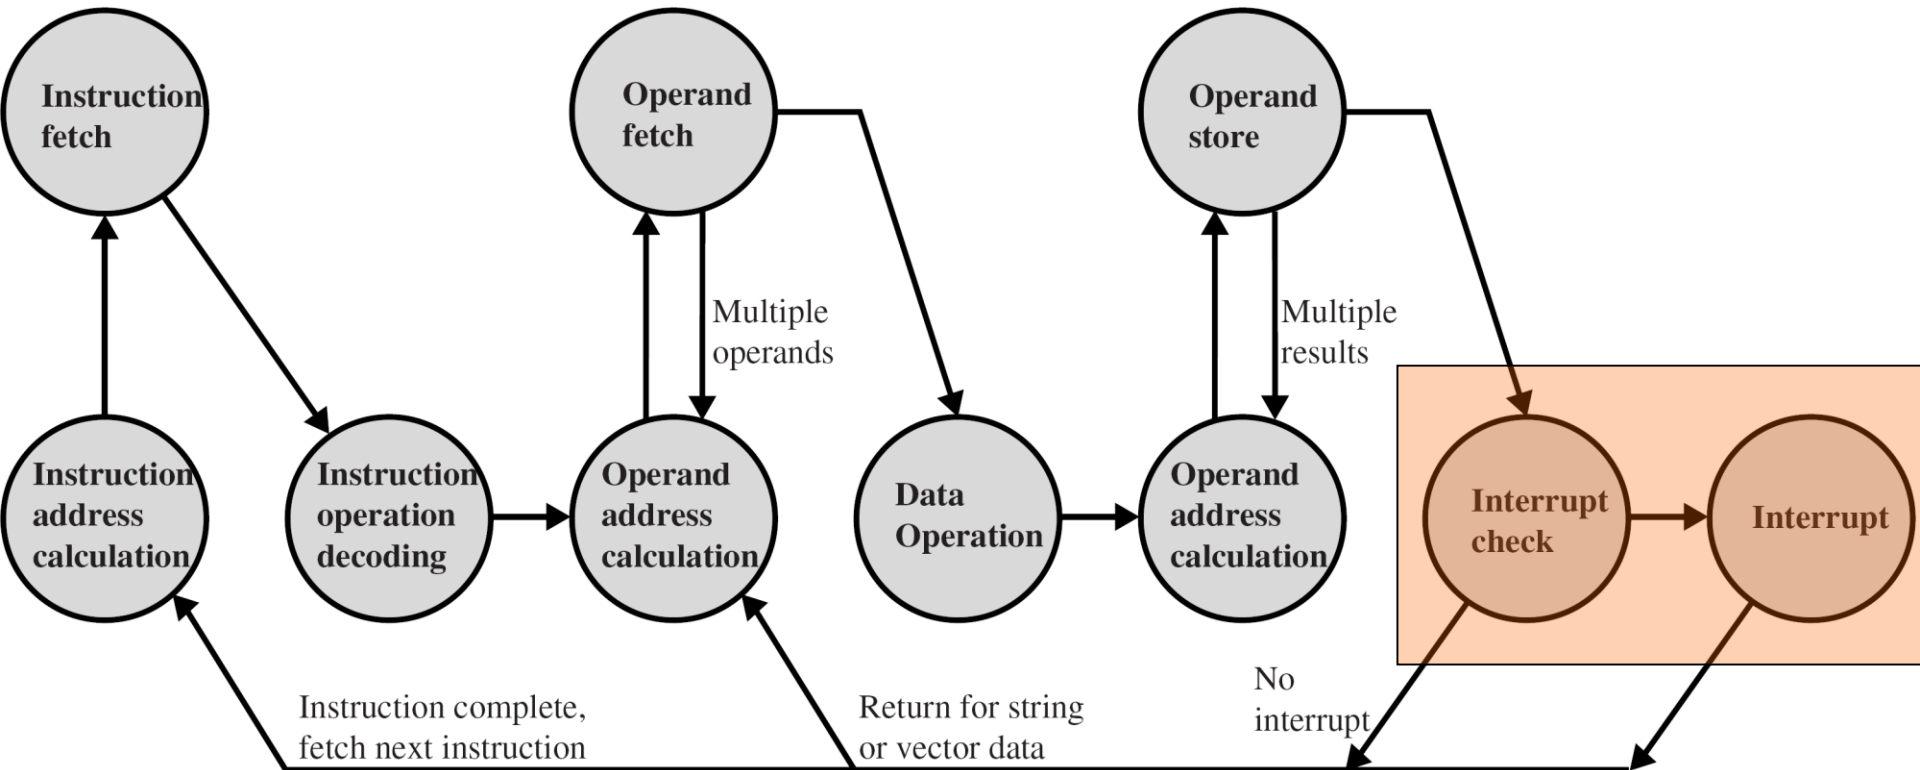 Instruction
fetch
Operand
fetch
Operand
store
Multiple
operands
Multiple
results
Instruction
address
calculation
Instruction
operation
decoding
Operand
address
calculation
Data
Operation
Operand
address
calculation
Interrupt
check
Interrupt
Instruction complete,
fetch next instruction
Return for string
or vector data
No
interrupt